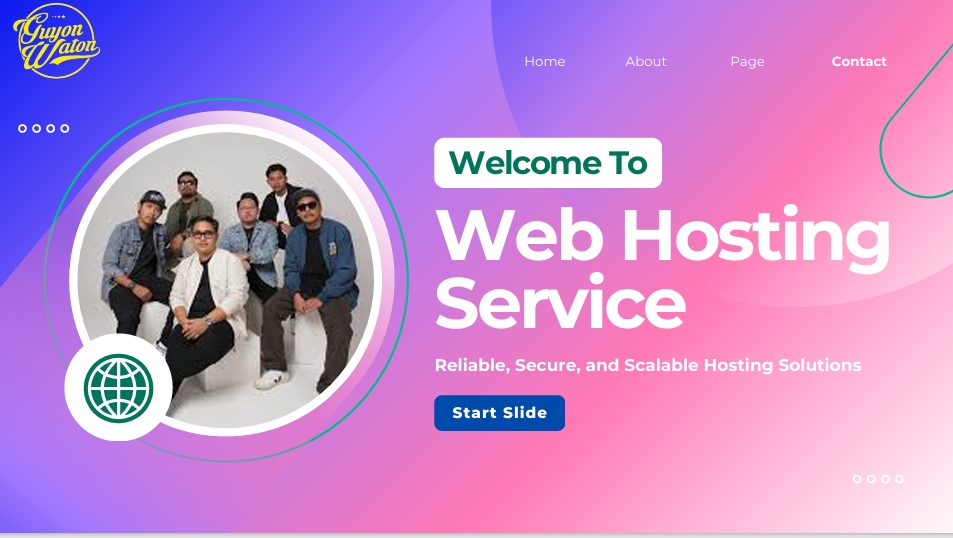 Guyon
Waton
Home About Page Contact
Welcome To
Web Hosting
Service
Reliable, Secure, and Scalable Hosting Solutions
Start Slide